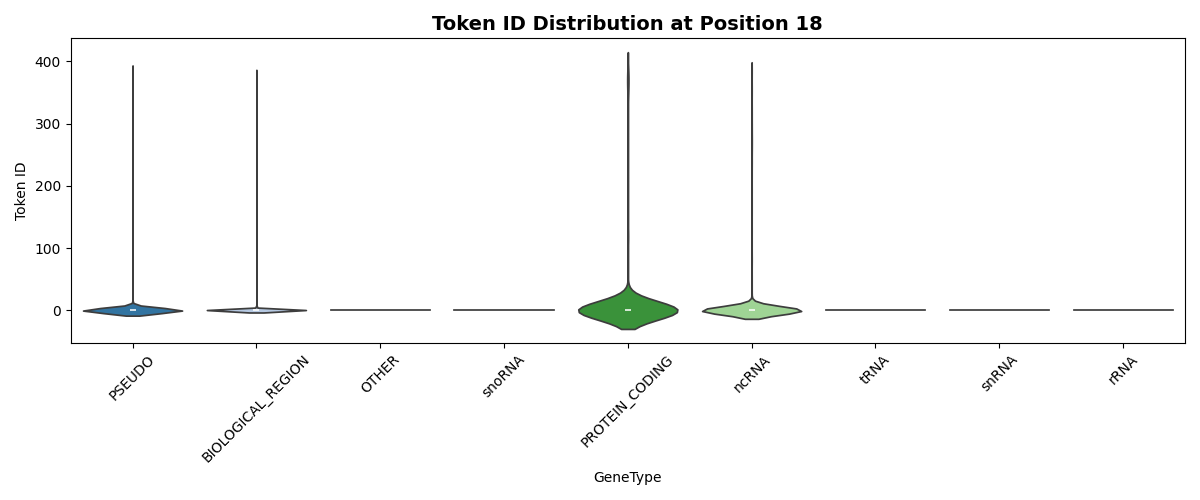 Token ID Distribution at Position 18
Token ID
400
300
200
100
0
PSEUDO
BIOLOGICAL_REGION
OTHER
snoRNA
PROTEIN_CODING
ncRNA
tRNA
snRNA
rRNA
GeneType